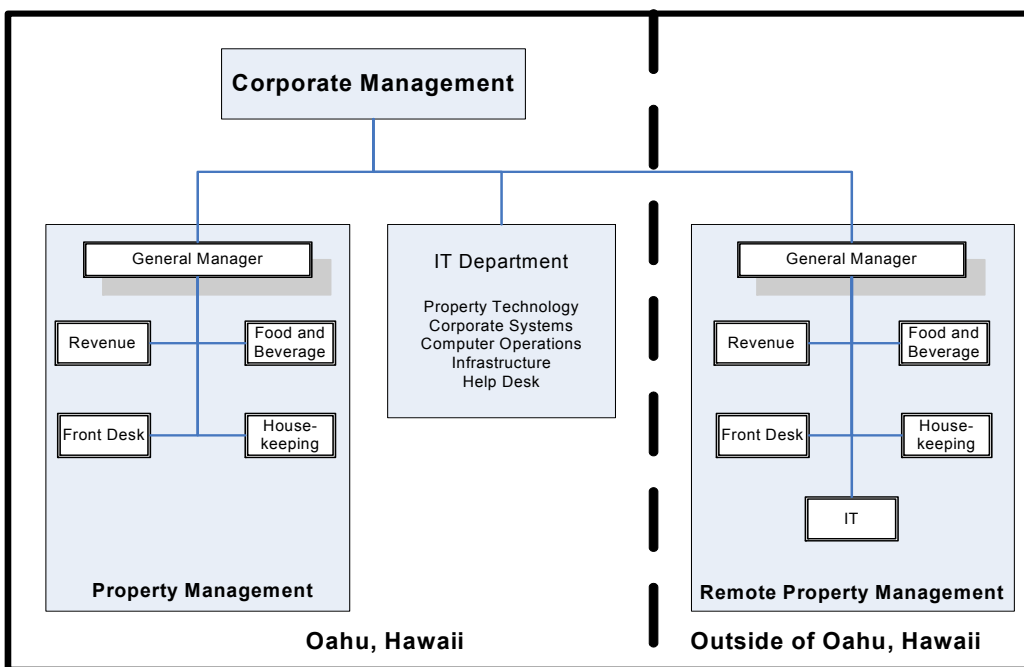 Corporate Management
General Manager
Revenue
Food and
Beverage
Front Desk
House-
keeping
Property Management
IT Department
Property Technology
Corporate Systems
Computer Operations
Infrastructure
Help Desk
General Manager
Revenue
Food and
Beverage
Front Desk
House-
keeping
IT
Remote Property Management
Oahu, Hawaii
Outside of Oahu, Hawaii